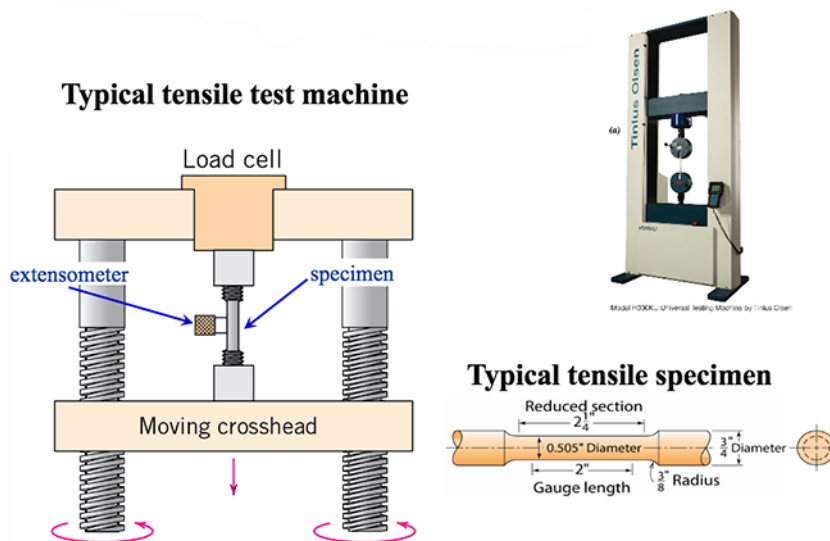 Typical tensile test machine
Load cell
extensometer
specimen
Moving crosshead
Tinius Olsen
(a)
Model H300KU Universal Testing Machine by Tinius Olsen
Typical tensile specimen
Reduced section
2 1/4"
0.505" Diameter
3/4" Diameter
2"
Gauge length
3/8" Radius